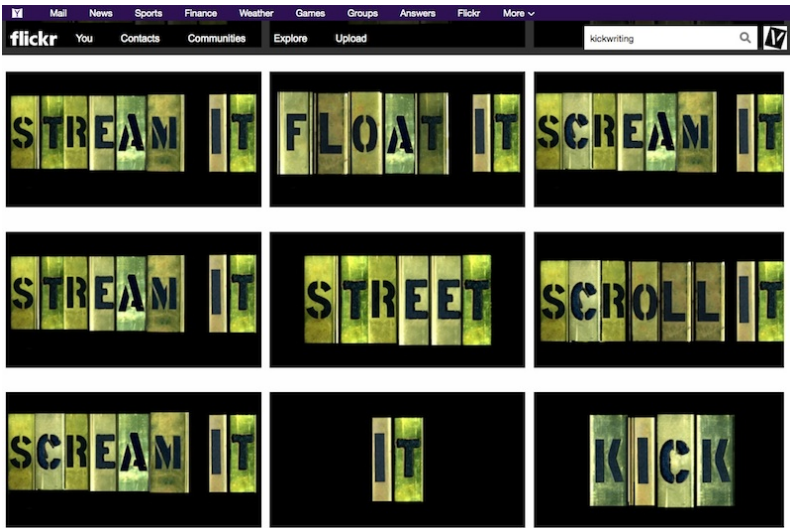 Mail News Sports Finance Weather Games Groups Answers Flickr More
flickr You Contacts Communities Explore Upload kickwriting
STREAM IT
FLOAT IT
SCREAM IT
STREAM IT
STREET
SCROLL IT
SCREAM IT
IT
KICK